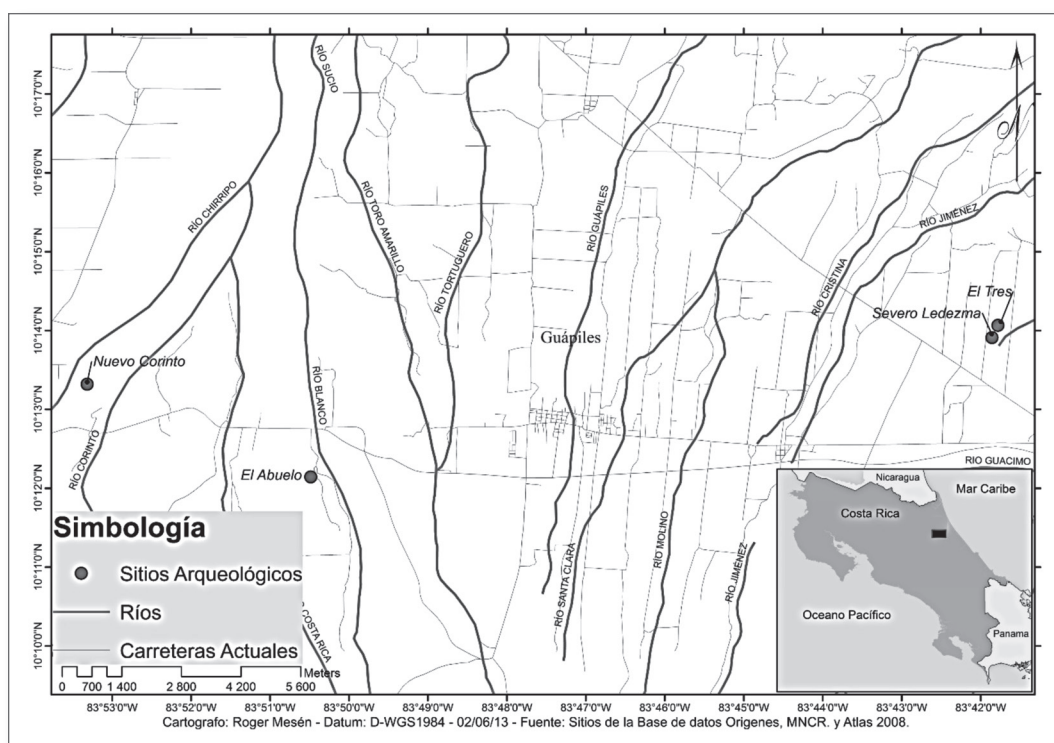 10°17'0"N
10°16'0"N
10°15'0"N
10°14'0"N
10°13'0"N
10°12'0"N
10°11'0"N
10°10'0"N
RÍO SUCIO
RÍO CHIRRIPO
RÍO TORO AMARILLO
RÍO TORTUGUERO
RÍO GUÁPILES
RÍO CRISTINA
RÍO JIMÉNEZ
El Tres
Severo Ledezma
Guápiles
Nuevo Corinto
RÍO BLANCO
RÍO CORINTO
El Abuelo
RIO GUACIMO
RÍO SANTA CLARA
RÍO MOLINO
RÍO JIMÉNEZ
COSTA RICA
Simbología
Sitios Arqueológicos
Ríos
Carreteras Actuales
Meters
0 700 1 400 2 800 4 200 5 600
Nicaragua
Mar Caribe
Costa Rica
Oceano Pacífico
Panama
83°53'0"W 83°52'0"W 83°51'0"W 83°50'0"W 83°49'0"W 83°48'0"W 83°47'0"W 83°46'0"W 83°45'0"W 83°44'0"W 83°43'0"W 83°42'0"W
Cartografo: Roger Mesén - Datum: D-WGS1984 - 02/06/13 - Fuente: Sitios de la Base de datos Orígenes, MNCR. y Atlas 2008.